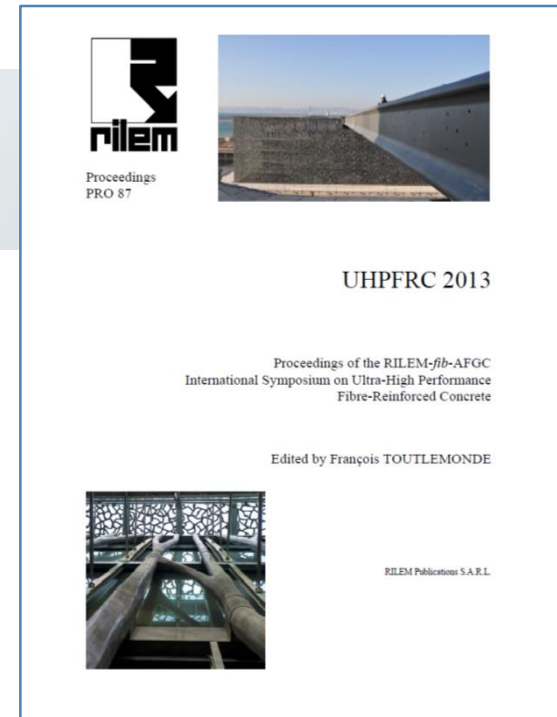 rilem
Proceedings
PRO 87
UHPFRC 2013
Proceedings of the RILEM-fib-AFGC
International Symposium on Ultra-High Performance
Fibre-Reinforced Concrete
Edited by François TOUTLEMONDE
RILEM Publications S.A.R.L.